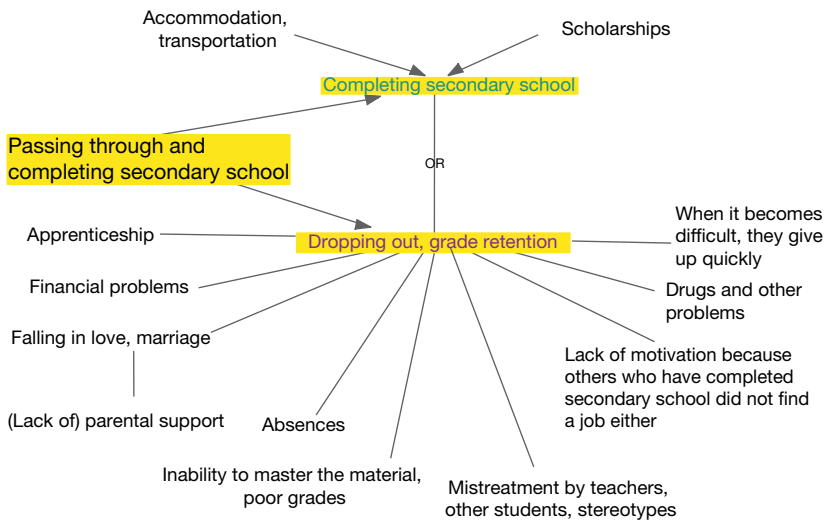 Accommodation,
transportation
Scholarships
Completing secondary school
Passing through and
completing secondary school
OR
Dropping out, grade retention
Apprenticeship
Financial problems
Falling in love, marriage
(Lack of) parental support
Absences
Inability to master the material,
poor grades
Mistreatment by teachers,
other students, stereotypes
Lack of motivation because
others who have completed
secondary school did not find
a job either
Drugs and other
problems
When it becomes
difficult, they give
up quickly